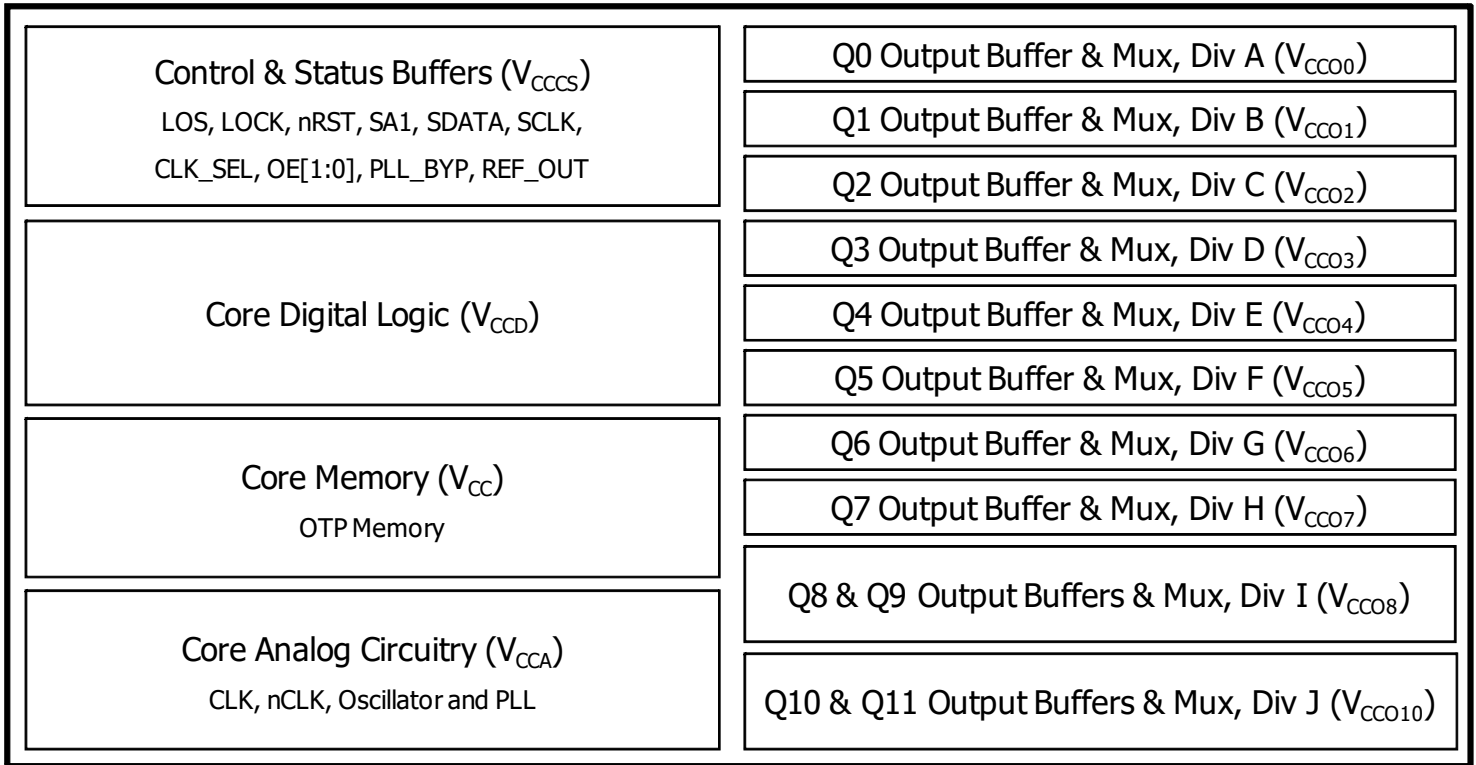 Control & Status Buffers (VCCCS)
LOS, LOCK, nRST, SA1, SDATA, SCLK,
CLK_SEL, OE[1:0], PLL_BYP, REF_OUT
Core Digital Logic (VCCD)
Core Memory (VCC)
OTP Memory
Core Analog Circuitry (VCCA)
CLK, nCLK, Oscillator and PLL
Q0 Output Buffer & Mux, Div A (VCCO0)
Q1 Output Buffer & Mux, Div B (VCCO1)
Q2 Output Buffer & Mux, Div C (VCCO2)
Q3 Output Buffer & Mux, Div D (VCCO3)
Q4 Output Buffer & Mux, Div E (VCCO4)
Q5 Output Buffer & Mux, Div F (VCCO5)
Q6 Output Buffer & Mux, Div G (VCCO6)
Q7 Output Buffer & Mux, Div H (VCCO7)
Q8 & Q9 Output Buffers & Mux, Div I (VCCO8)
Q10 & Q11 Output Buffers & Mux, Div J (VCCO10)